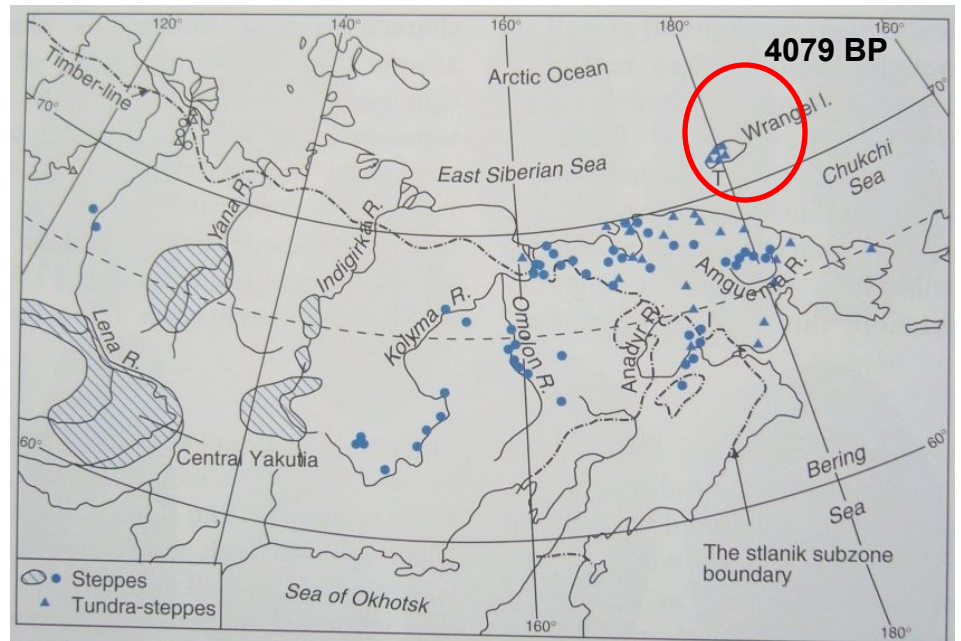 120°
140°
160°
180°
160°
4079 BP
Timber-line
Arctic Ocean
70°
70°
Wrangel I.
T
East Siberian Sea
Chukchi
Sea
Yana R.
Indigirka R.
Lena R.
Kolyma R.
Omolon R.
Anadyr R.
Amguema R.
60°
Central Yakutia
60°
Bering
Sea
The stlanik subzone
boundary
Steppes
Tundra-steppes
Sea of Okhotsk
160°
180°